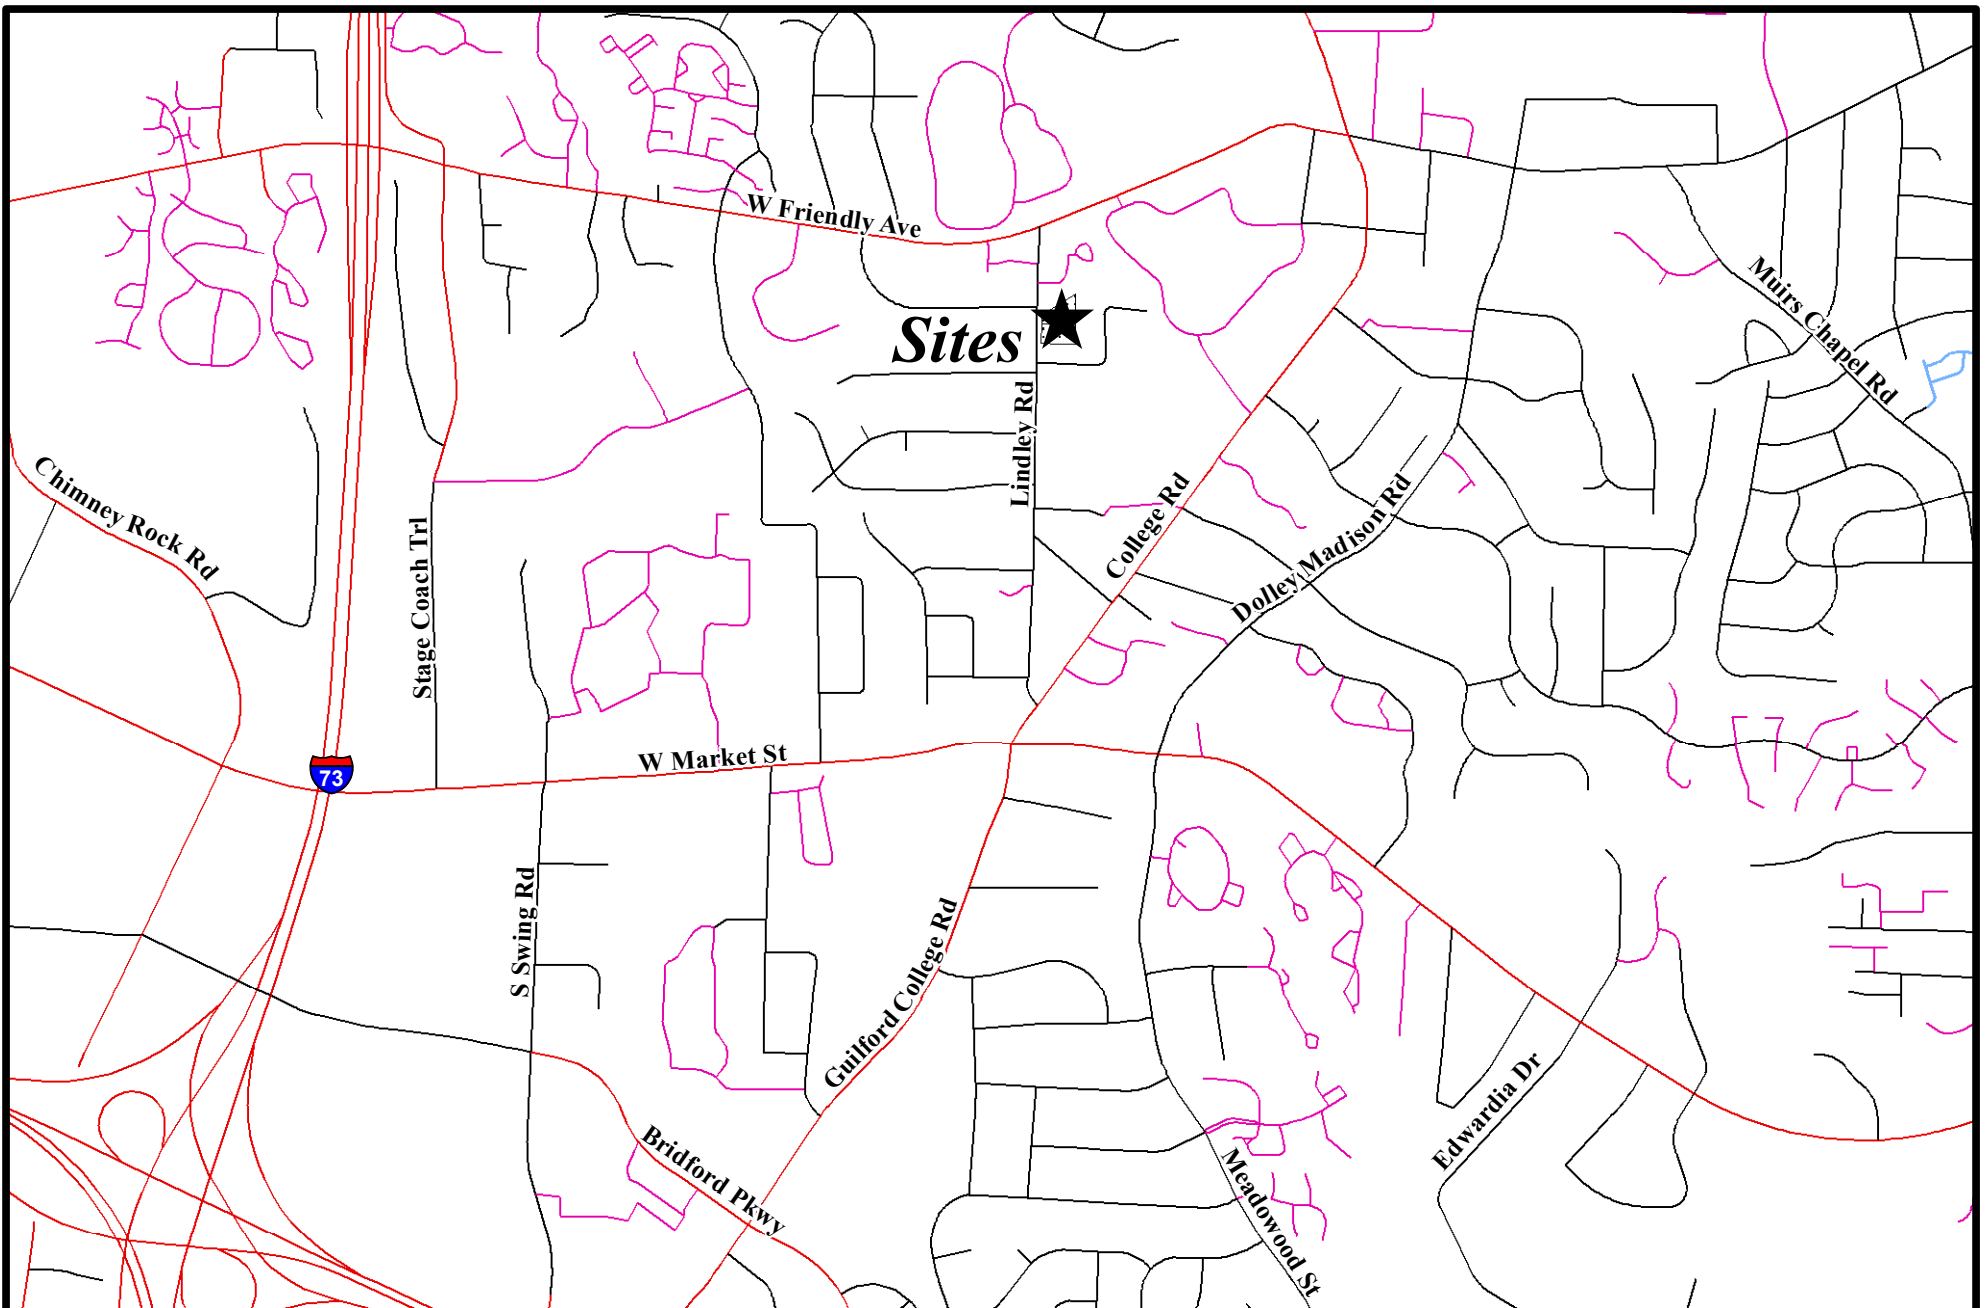 W Friendly Ave
Muirs Chapel Rd
Sites
Lindley Rd
Chimney Rock Rd
College Rd
Dolley Madison Rd
Stage Coach Trl
W Market St
73
S Swing Rd
Guilford College Rd
Edwardia Dr
Bridford Pkwy
Meadowood St